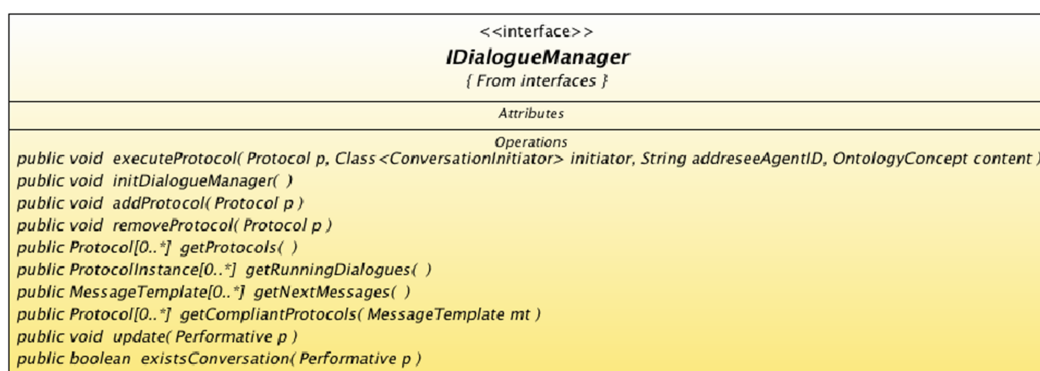 <<interface>>
IDialogueManager
{ From interfaces }
Attributes
Operations
public void executeProtocol( Protocol p, Class<ConversationInitiator> initiator, String addreseeAgentID, OntologyConcept content )
public void initDialogueManager( )
public void addProtocol( Protocol p )
public void removeProtocol( Protocol p )
public Protocol[0..*] getProtocols( )
public ProtocolInstance[0..*] getRunningDialogues( )
public MessageTemplate[0..*] getNextMessages( )
public Protocol[0..*] getCompliantProtocols( MessageTemplate mt )
public void update( Performative p )
public boolean existsConversation( Performative p )